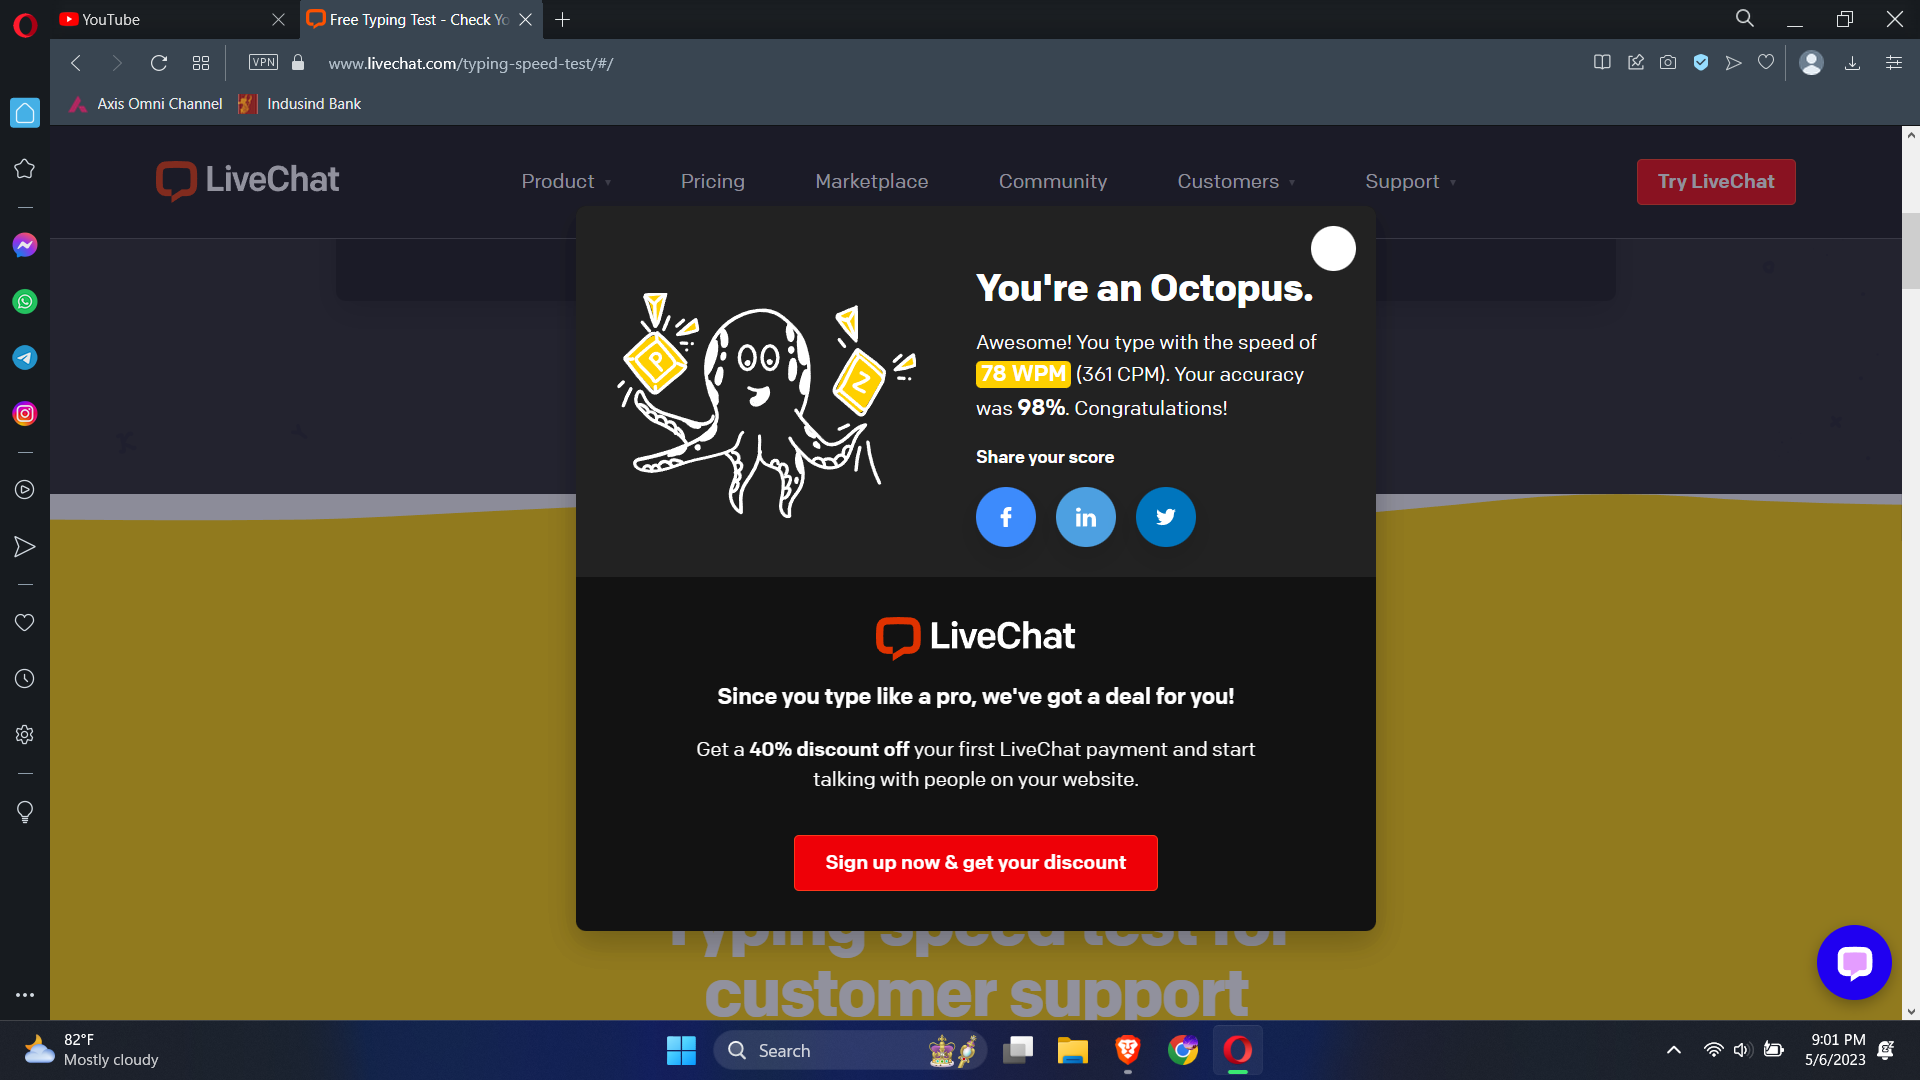 YouTube
Free Typing Test - Check Yo
VPN
www.livechat.com/typing-speed-test/#/
Axis Omni Channel
Indusind Bank
LiveChat
Product
Pricing
Marketplace
Community
Customers
Support
Try LiveChat
You're an Octopus.
Awesome! You type with the speed of
78 WPM (361 CPM). Your accuracy
was 98%. Congratulations!
P
Z
Share your score
f
in
LiveChat
Since you type like a pro, we've got a deal for you!
Get a 40% discount off your first LiveChat payment and start
talking with people on your website.
Sign up now & get your discount
Typing speed test for
customer support
82°F
Mostly cloudy
Search
9:01 PM
5/6/2023